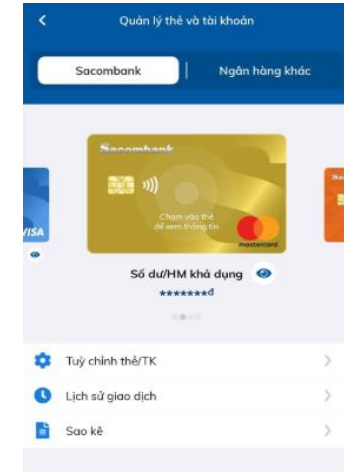 Quản lý thẻ và tài khoản
Sacombank
Ngân hàng khác
Sacombank
Chạm vào thẻ
để xem thông tin
VISA
mastercard
Số dư/HM khả dụng
*******đ
Tuỳ chỉnh thẻ/TK
Lịch sử giao dịch
Sao kê